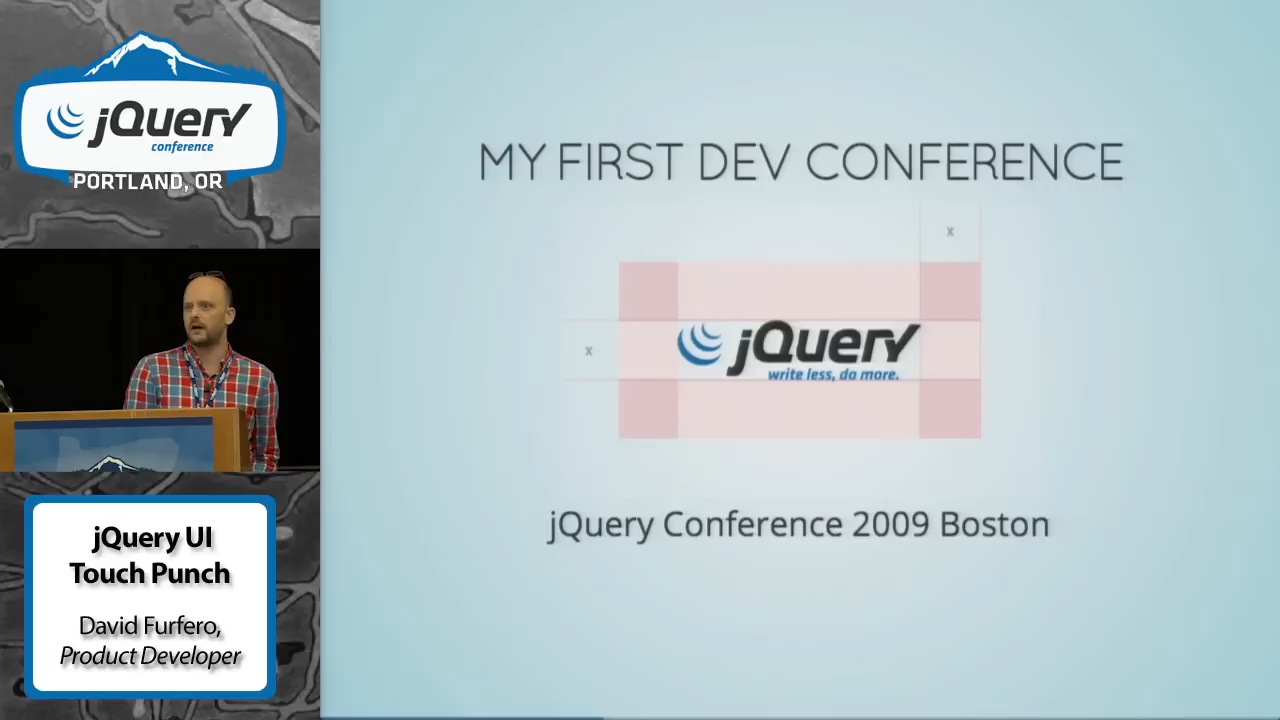 jQuery
conference
PORTLAND, OR
jQuery UI
Touch Punch
David Furfero,
Product Developer
MY FIRST DEV CONFERENCE
x
x
jQuery
write less, do more.
jQuery Conference 2009 Boston